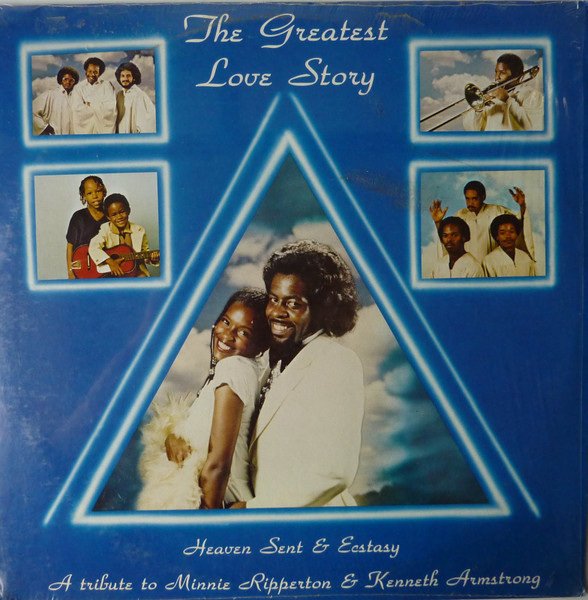 The Greatest
Love Story
Heaven Sent & Ecstasy
A tribute to Minnie Ripperton & Kenneth Armstrong